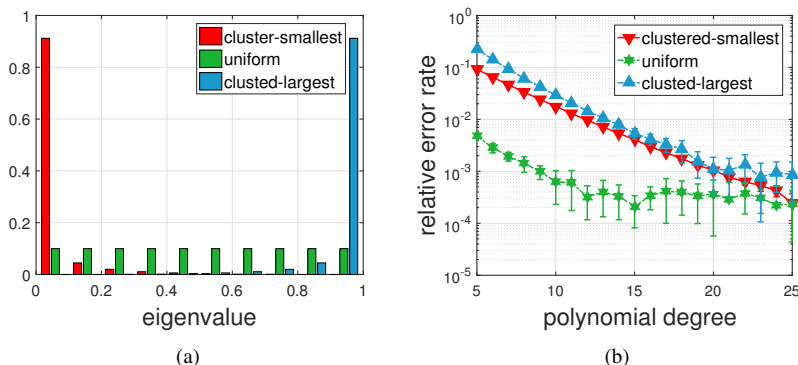 1
0.8
0.6
0.4
0.2
0
0
0.2
0.4
0.6
0.8
1
cluster-smallest
uniform
clusted-largest
eigenvalue
(a)
relative error rate
10^0
10^-1
10^-2
10^-3
10^-4
10^-5
5
10
15
20
25
clustered-smallest
uniform
clusted-largest
polynomial degree
(b)